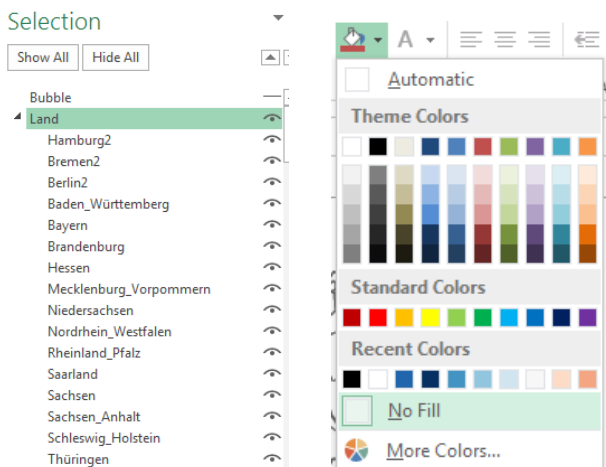 Selection
Show All Hide All
Bubble
Land
Hamburg2
Bremen2
Berlin2
Baden_Württemberg
Bayern
Brandenburg
Hessen
Mecklenburg_Vorpommern
Niedersachsen
Nordrhein_Westfalen
Rheinland_Pfalz
Saarland
Sachsen
Sachsen_Anhalt
Schleswig_Holstein
Thüringen
A
Automatic
Theme Colors
Standard Colors
Recent Colors
No Fill
More Colors...